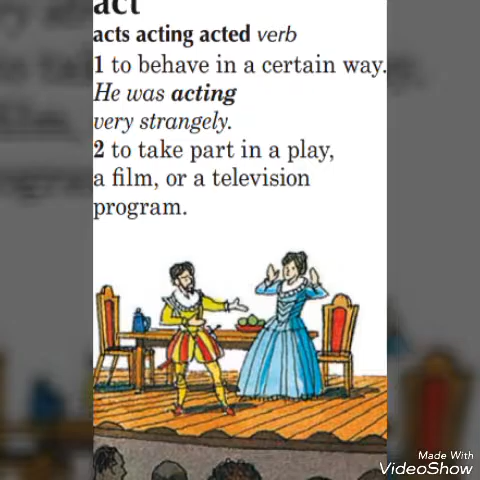 act
acts acting acted verb
1 to behave in a certain way.
He was acting
very strangely.
2 to take part in a play,
a film, or a television
program.
Made With
VideoShow